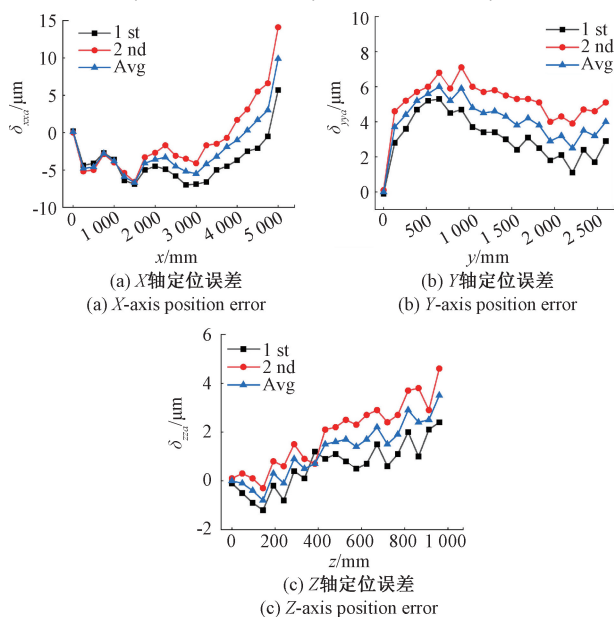 15
10
5
0
-5
-10
δxxa/μm
1 st
2 nd
Avg
0
1 000
2 000
3 000
4 000
5 000
x/mm
(a) X轴定位误差
(a) X-axis position error
8
6
4
2
0
δyya/μm
1 st
2 nd
Avg
0
500
1 000
1 500
2 000
2 500
y/mm
(b) Y轴定位误差
(b) Y-axis position error
6
4
2
0
-2
δzza/μm
1 st
2 nd
Avg
0
200
400
600
800
1 000
z/mm
(c) Z轴定位误差
(c) Z-axis position error